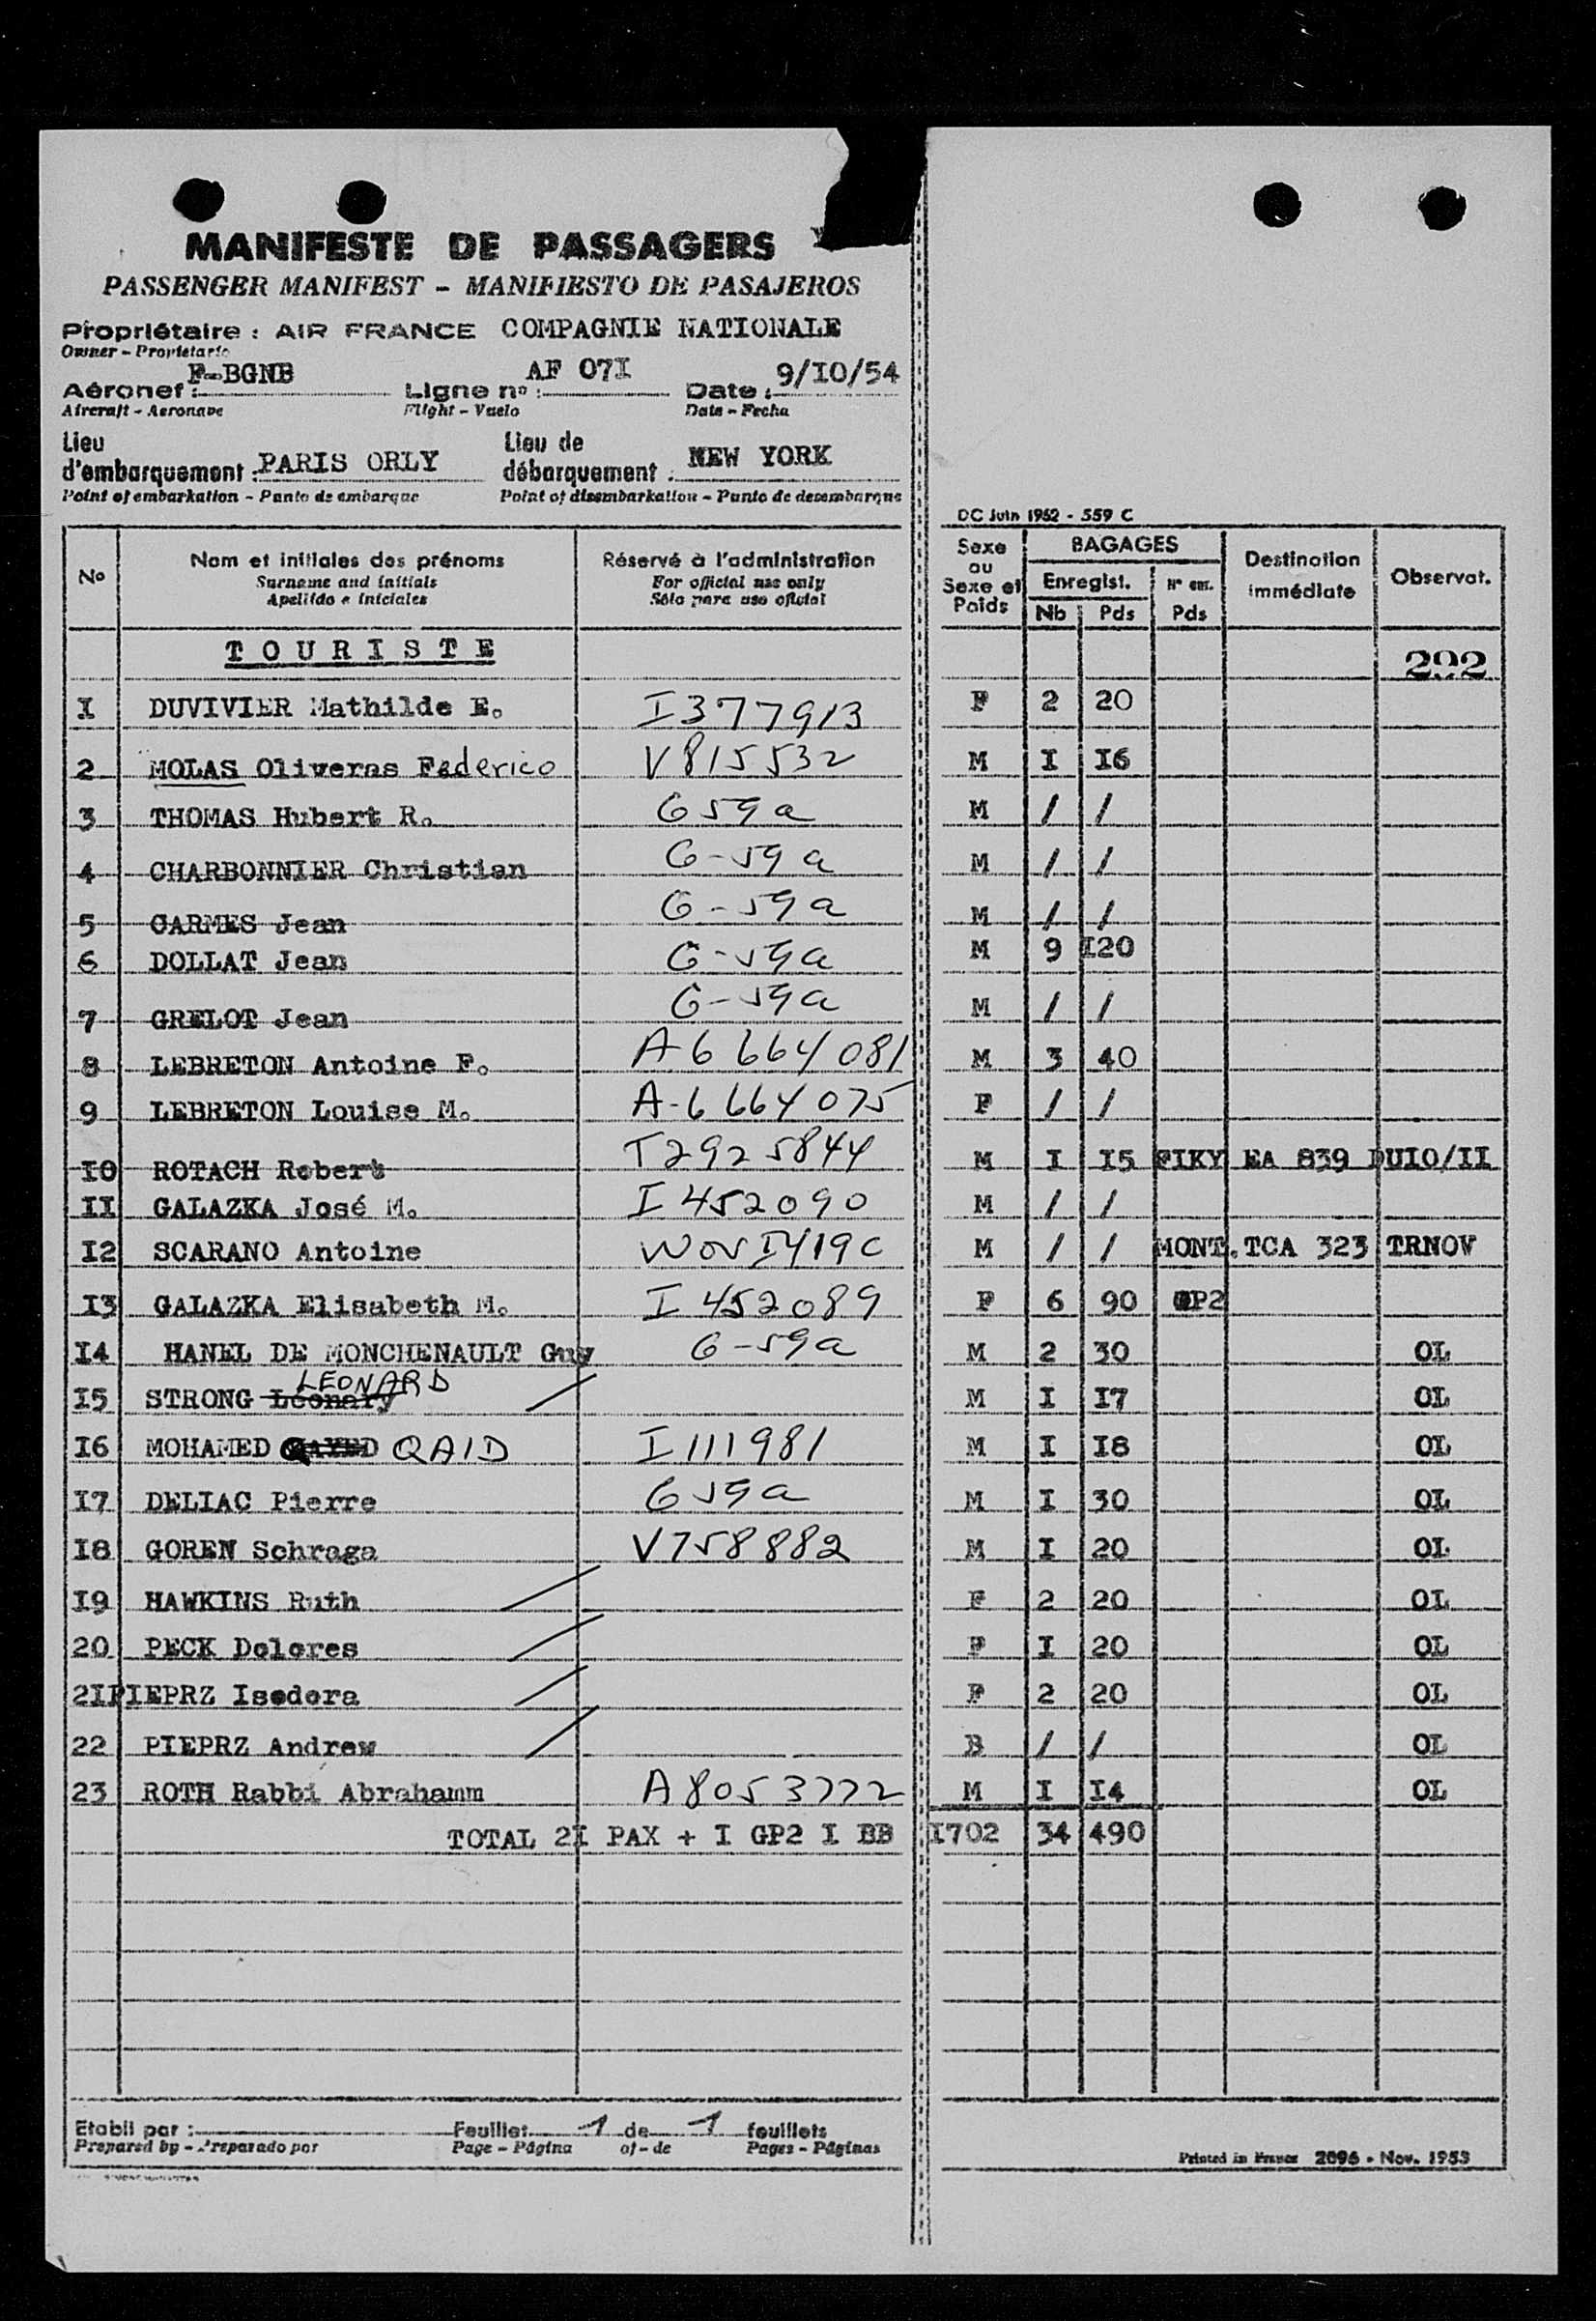 MANIFESTE DE PASSAGERS
PASSENGER MANIFEST - MANIFIESTO DE PASAJEROS
Propriétaire : AIR FRANCE COMPAGNIE NATIONALE
Owner - Propietario
Aéronef : F-BGNB Ligne nº : AF 07I Date : 9/I0/54
Aircraft - Aeronave Flight - Vuelo Date - Fecha
Lieu d'embarquement : PARIS ORLY Lieu de débarquement : NEW YORK
Point of embarkation - Punto de embarque Point of disembarkation - Punto de desembarque
DC Juin 1952 - 559 C
No Nom et initiales des prénoms Réservé à l'administration Sexe ou Sexe et Poids BAGAGES Destination immédiate Observat.
Surname and initials For official use only Enregist. Nº enr.
Apellido e iniciales Sólo para uso oficial Nb Pds Pds
TOURISTE 292
I DUVIVIER Mathilde E. I377913 F 2 20
2 MOLAS Oliveras Federico V815532 M I I6
3 THOMAS Hubert R. G59a M / /
4 CHARBONNIER Christian G-59a M / /
5 CARMES Jean G-59a M / /
6 DOLLAT Jean G-59a M 9 I20
7 GRELOT Jean G-59a M / /
8 LEBRETON Antoine F. A-6664081 M 3 40
9 LEBRETON Louise M. A-6664075 F / /
I0 ROTACH Robert T2925844 M I I5 FIKY EA 839 DUI0/II
II GALAZKA José M. I452090 M / /
I2 SCARANO Antoine M / / MONT. TCA 323 TRNOV
I3 GALAZKA Elisabeth M. I452089 F 6 90 GP2
I4 HANEL DE MONCHENAULT Guy G-59a M 2 30 OL
I5 STRONG Léonary LEONARD M I I7 OL
I6 MOHAMED QAID I111981 M I I8 OL
I7 DELIAC Pierre G59a M I 30 OL
I8 GOREN Schraga V758882 M I 20 OL
I9 HAWKINS Ruth F 2 20 OL
20 PECK Dolores F I 20 OL
2I PIEPRZ Isedora F 2 20 OL
22 PIEPRZ Andrew B / / OL
23 ROTH Rabbi Abrahamm A8053772 M I I4 OL
TOTAL 2I PAX + I GP2 I BB I702 34 490
Etabli par : Feuillet 1 de 1 feuillets
Prepared by - Preparado por Page - Página of - de Pages - Páginas
Printed in France 2096 - Nov. 1953